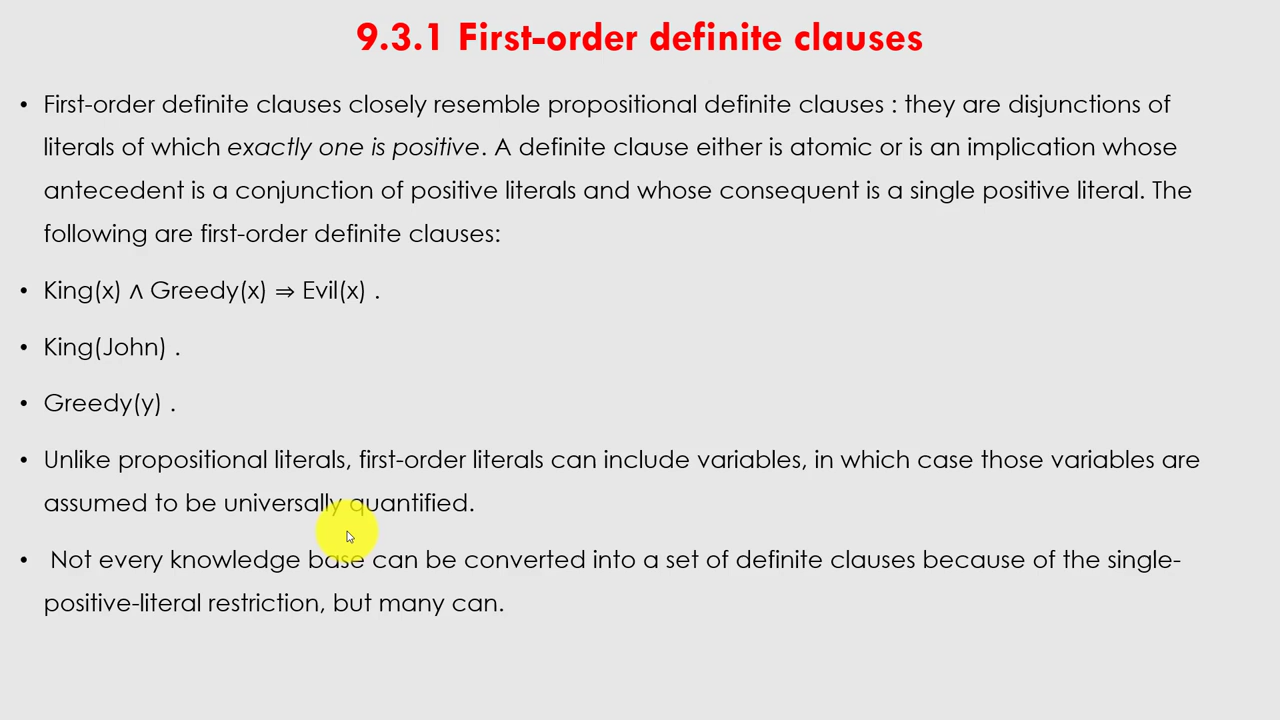 9.3.1 First-order definite clauses
• First-order definite clauses closely resemble propositional definite clauses : they are disjunctions of
literals of which exactly one is positive. A definite clause either is atomic or is an implication whose
antecedent is a conjunction of positive literals and whose consequent is a single positive literal. The
following are first-order definite clauses:
• King(x) ∧ Greedy(x) ⇒ Evil(x) .
• King(John) .
• Greedy(y) .
• Unlike propositional literals, first-order literals can include variables, in which case those variables are
assumed to be universally quantified.
• Not every knowledge base can be converted into a set of definite clauses because of the single-
positive-literal restriction, but many can.